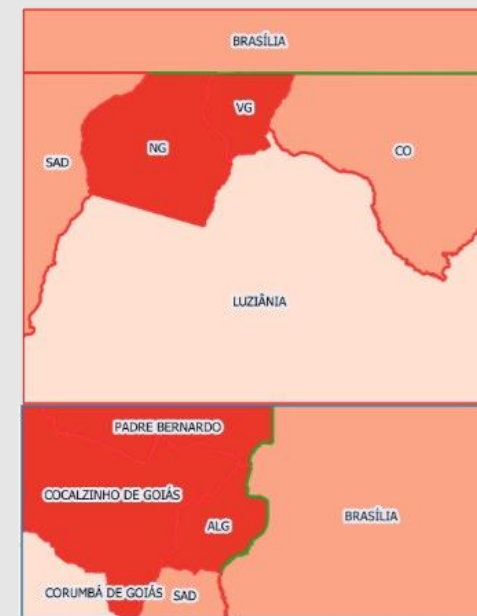 BRASÍLIA
VG
NG
SAD
CO
LUZIÂNIA
PADRE BERNARDO
COCALZINHO DE GOIÁS
BRASÍLIA
ALG
CORUMBÁ DE GOIÁS
SAD